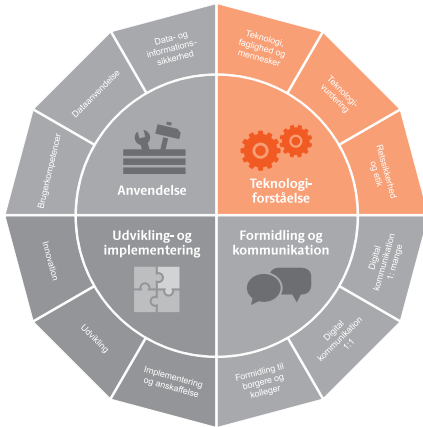 Data- og
informations-
sikkerhed
Teknologi,
faglighed og
mennesker
Dataanvendelse
Teknologi-
vurdering
Brugerkompetencer
Retssikkerhed
og etik
Anvendelse
Teknologi-
forståelse
Udvikling- og
implementering
Formidling og
kommunikation
Innovation
Digital
kommunikation
1: mange
Udvikling
Digital
kommunikation
1:1
Implementering
og anskaffelse
Formidling til
borgere og
kolleger